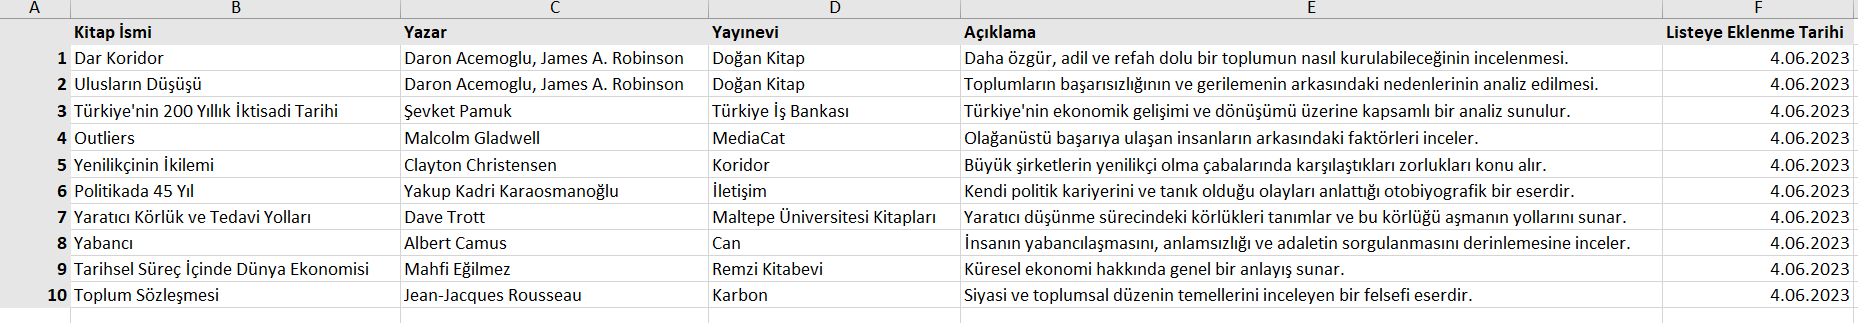 A B C D E F
Kitap İsmi Yazar Yayınevi Açıklama Listeye Eklenme Tarihi
1 Dar Koridor Daron Acemoglu, James A. Robinson Doğan Kitap Daha özgür, adil ve refah dolu bir toplumun nasıl kurulabileceğinin incelenmesi. 4.06.2023
2 Ulusların Düşüşü Daron Acemoglu, James A. Robinson Doğan Kitap Toplumların başarısızlığının ve gerilemenin arkasındaki nedenlerinin analiz edilmesi. 4.06.2023
3 Türkiye'nin 200 Yıllık İktisadi Tarihi Şevket Pamuk Türkiye İş Bankası Türkiye'nin ekonomik gelişimi ve dönüşümü üzerine kapsamlı bir analiz sunulur. 4.06.2023
4 Outliers Malcolm Gladwell MediaCat Olağanüstü başarıya ulaşan insanların arkasındaki faktörleri inceler. 4.06.2023
5 Yenilikçinin İkilemi Clayton Christensen Koridor Büyük şirketlerin yenilikçi olma çabalarında karşılaştıkları zorlukları konu alır. 4.06.2023
6 Politikada 45 Yıl Yakup Kadri Karaosmanoğlu İletişim Kendi politik kariyerini ve tanık olduğu olayları anlattığı otobiyografik bir eserdir. 4.06.2023
7 Yaratıcı Körlük ve Tedavi Yolları Dave Trott Maltepe Üniversitesi Kitapları Yaratıcı düşünme sürecindeki körlükleri tanımlar ve bu körlüğü aşmanın yollarını sunar. 4.06.2023
8 Yabancı Albert Camus Can İnsanın yabancılaşmasını, anlamsızlığı ve adaletin sorgulanmasını derinlemesine inceler. 4.06.2023
9 Tarihsel Süreç İçinde Dünya Ekonomisi Mahfi Eğilmez Remzi Kitabevi Küresel ekonomi hakkında genel bir anlayış sunar. 4.06.2023
10 Toplum Sözleşmesi Jean-Jacques Rousseau Karbon Siyasi ve toplumsal düzenin temellerini inceleyen bir felsefi eserdir. 4.06.2023